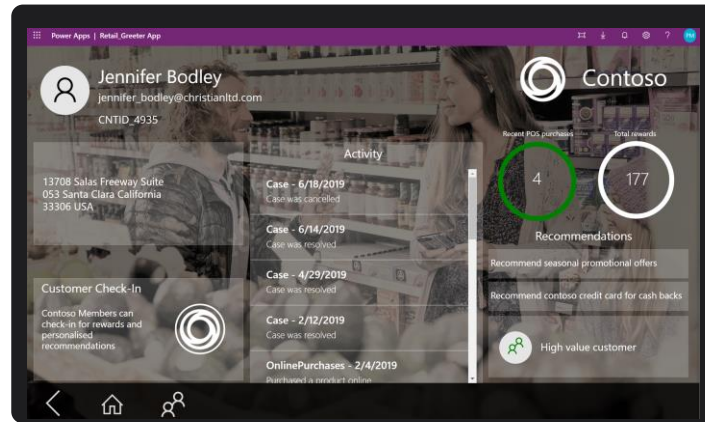 Power Apps | Retail_Greeter App
?
Jennifer Bodley
jennifer_bodley@christianltd.com
CNTID_4935
Contoso
13708 Salas Freeway Suite
053 Santa Clara California
33306 USA
Customer Check-In
Contoso Members can
check-in for rewards and
personalised
recommendations
Activity
Case - 6/18/2019
Case was cancelled
Case - 6/14/2019
Case was resolved
Case - 4/29/2019
Case was resolved
Case - 2/12/2019
Case was resolved
OnlinePurchases - 2/4/2019
Purchased a product online
Recent POS purchases
Total rewards
4
177
Recommendations
Recommend seasonal promotional offers
Recommend contoso credit card for cash backs
High value customer